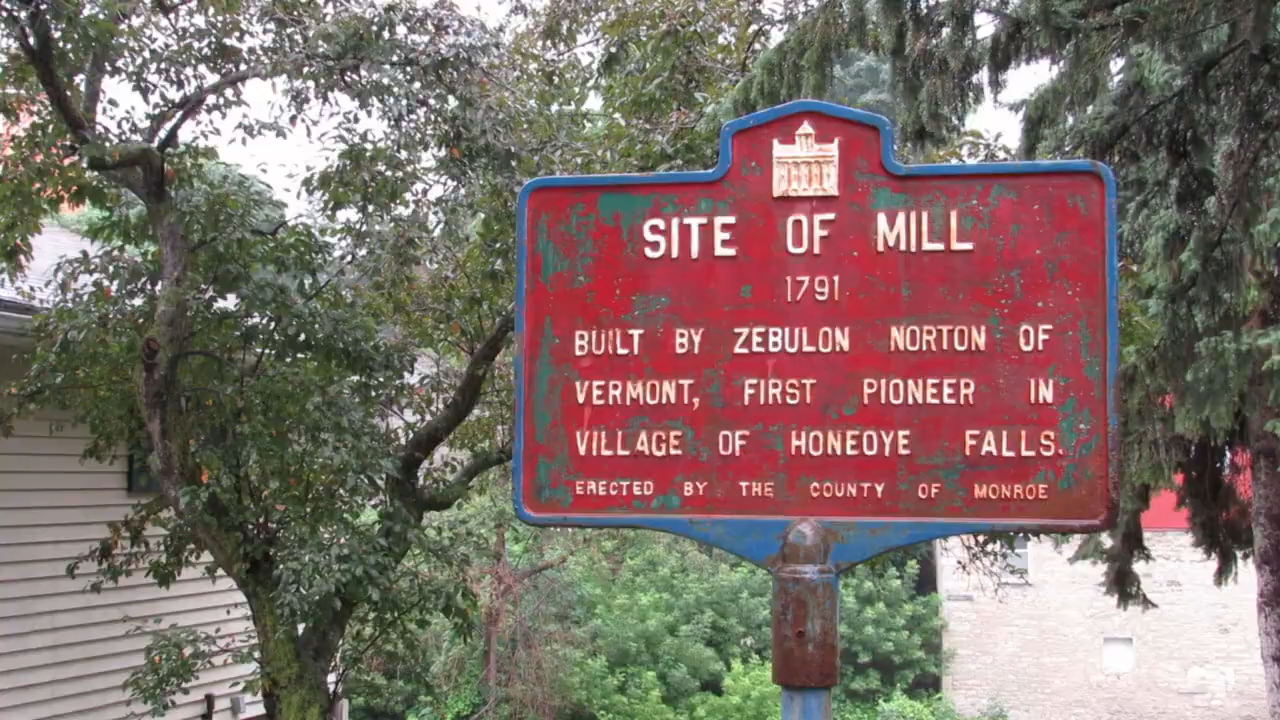 SITE OF MILL
1791
BUILT BY ZEBULON NORTON OF
VERMONT, FIRST PIONEER IN
VILLAGE OF HONEOYE FALLS.
ERECTED BY THE COUNTY OF MONROE